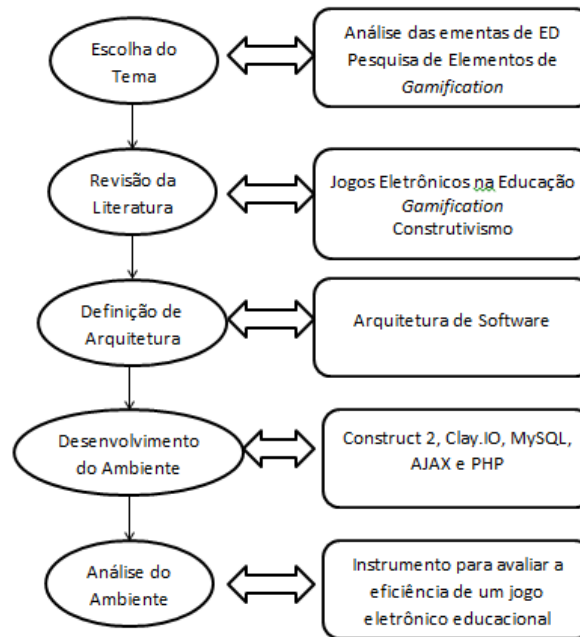 Escolha do
Tema
Análise das ementas de ED
Pesquisa de Elementos de
Gamification
Revisão da
Literatura
Jogos Eletrônicos na Educação
Gamification
Construtivismo
Definição de
Arquitetura
Arquitetura de Software
Desenvolvimento
do Ambiente
Construct 2, Clay.IO, MySQL,
AJAX e PHP
Análise do
Ambiente
Instrumento para avaliar a
eficiência de um jogo
eletrônico educacional